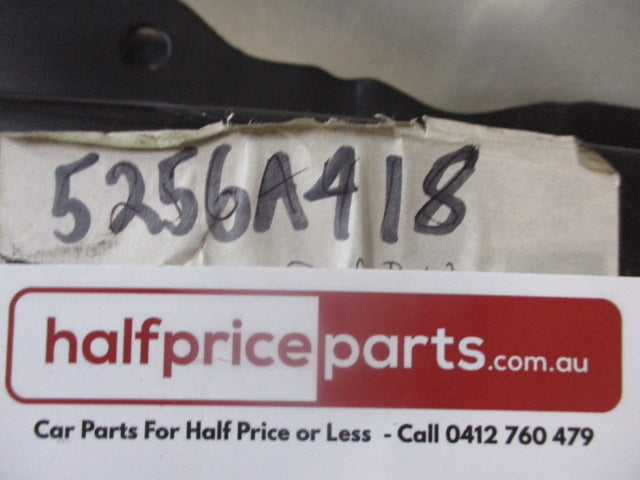 5256A418
halfpriceparts.com.au
Car Parts For Half Price or Less - Call 0412 760 479